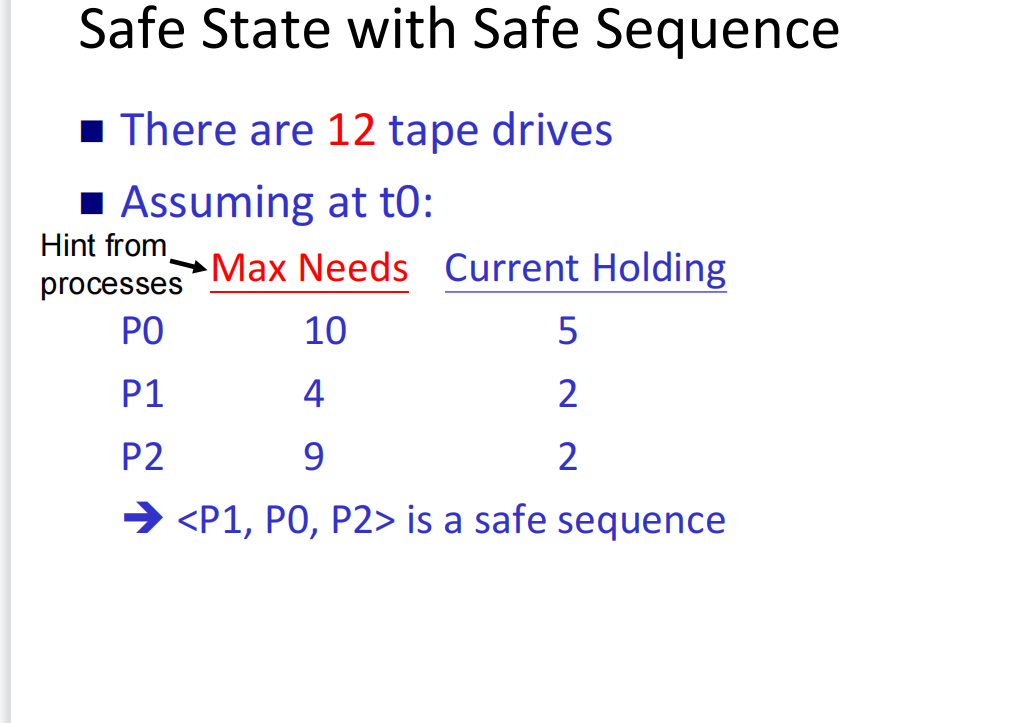 Safe State with Safe Sequence
There are 12 tape drives
Assuming at t0:
Hint from
processes
Max Needs Current Holding
P0 10 5
P1 4 2
P2 9 2
➔ <P1, P0, P2> is a safe sequence